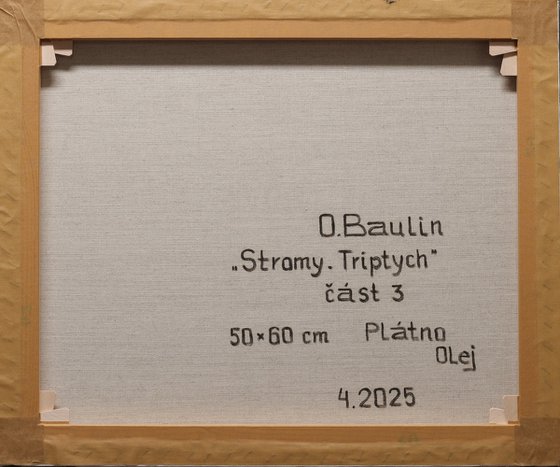 O.Baulin
„Stromy. Triptych"
část 3
50×60 cm Plátno
Olej
4.2025